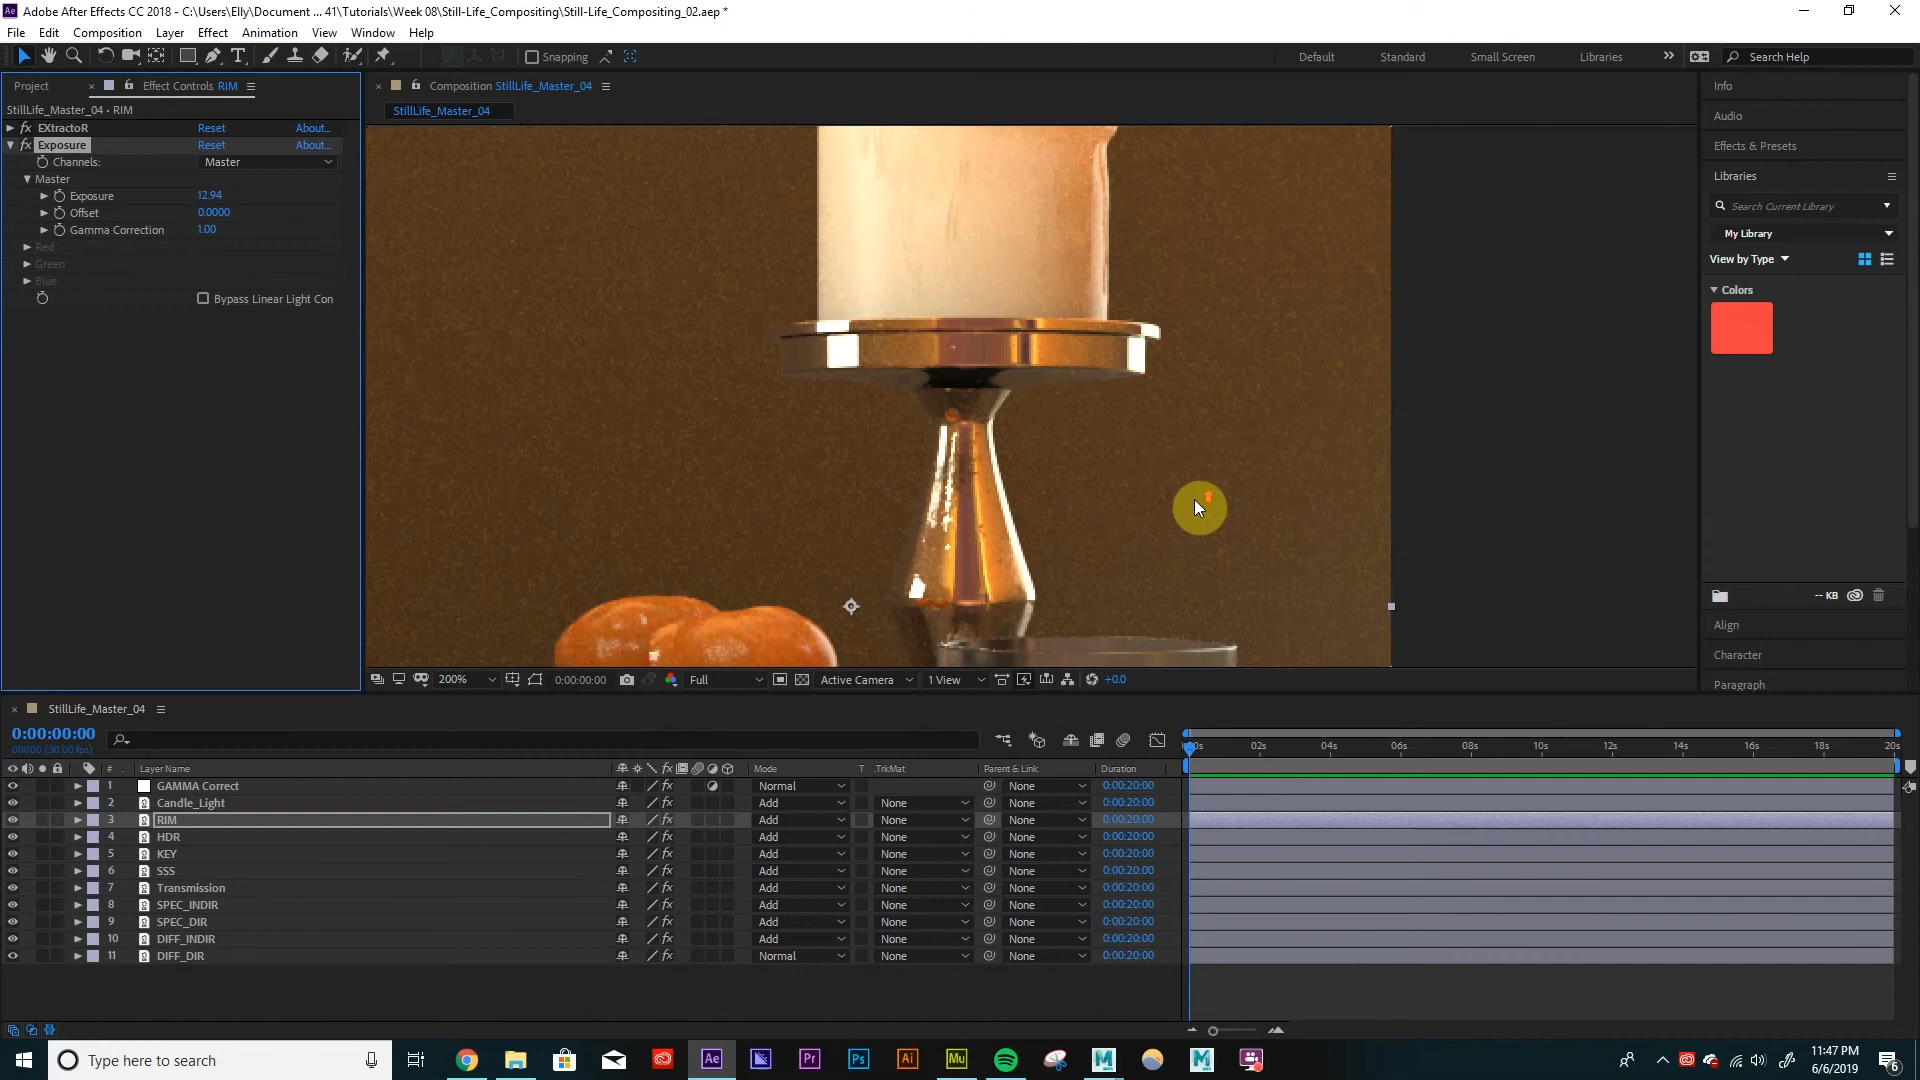 Adobe After Effects CC 2018 - C:\Users\Elly\Document ... 41\Tutorials\Week 08\Still-Life_Compositing\Still-Life_Compositing_02.aep *
File Edit Composition Layer Effect Animation View Window Help
Snapping Default Standard Small Screen Libraries Search Help
Project Effect Controls RIM Composition StillLife_Master_04
StillLife_Master_04 • RIM
StillLife_Master_04
fx EXtractoR Reset About...
fx Exposure Reset About...
Channels: Master
Master
Exposure 12.94
Offset 0.0000
Gamma Correction 1.00
Red
Green
Blue
Bypass Linear Light Con
Info
Audio
Effects & Presets
Libraries
Search Current Library
My Library
View by Type
Colors
-- KB
Align
Character
Paragraph
200% 0:00:00:00 Full Active Camera 1 View +0.0
StillLife_Master_04
0:00:00:00
00000 (30.00 fps)
02s 04s 06s 08s 10s 12s 14s 16s 18s 20s
# Layer Name Mode T .TrkMat Parent & Link Duration
1 GAMMA Correct Normal None 0:00:20:00
2 Candle_Light Add None None 0:00:20:00
3 RIM Add None None 0:00:20:00
4 HDR Add None None 0:00:20:00
5 KEY Add None None 0:00:20:00
6 SSS Add None None 0:00:20:00
7 Transmission Add None None 0:00:20:00
8 SPEC_INDIR Add None None 0:00:20:00
9 SPEC_DIR Add None None 0:00:20:00
10 DIFF_INDIR Add None None 0:00:20:00
11 DIFF_DIR Normal None None 0:00:20:00
Type here to search
Ae Pr Ps Ai Mu
11:47 PM
6/6/2019
6